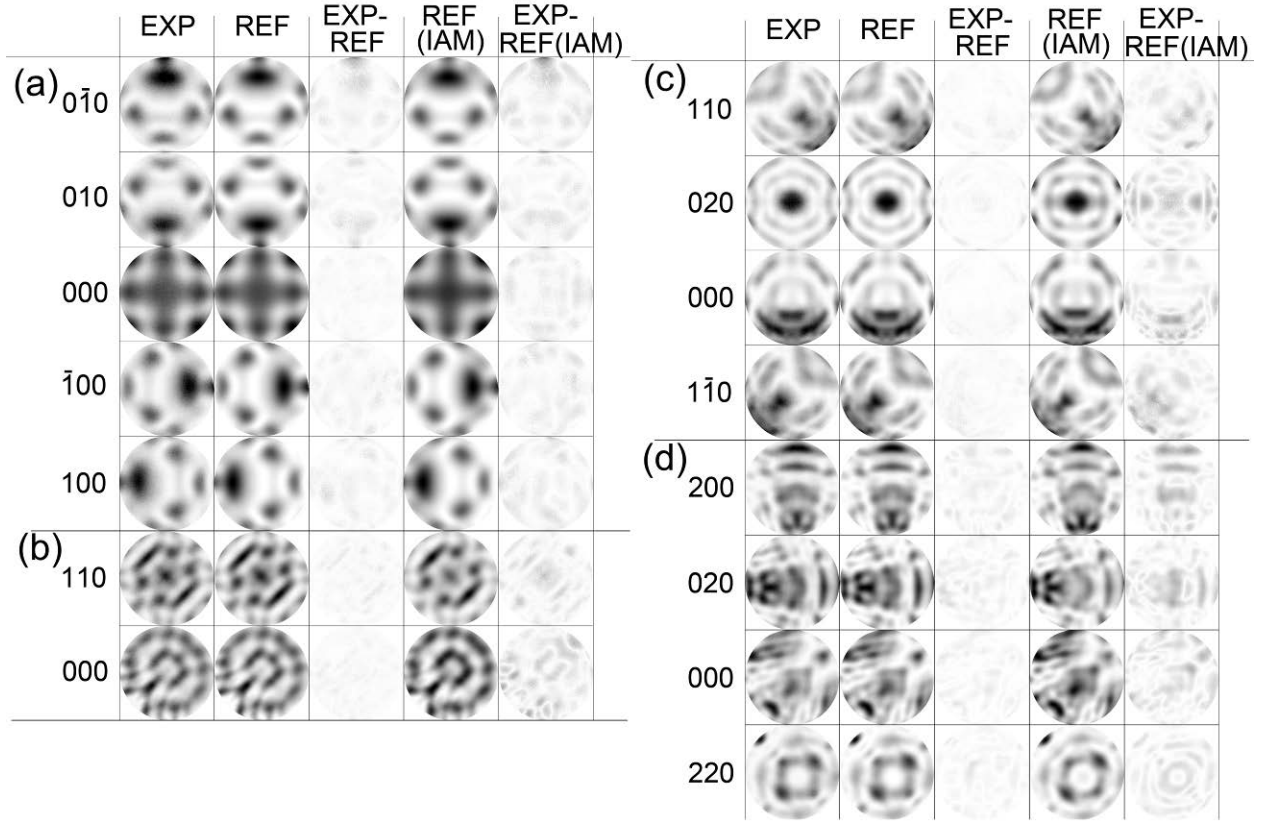 EXP REF EXP-REF REF (IAM) EXP-REF(IAM)
(a)
01̄0
010
000
1̄00
100
(b)
110
000
EXP REF EXP-REF REF (IAM) EXP-REF(IAM)
(c)
110
020
000
11̄0
(d)
200
020
000
220